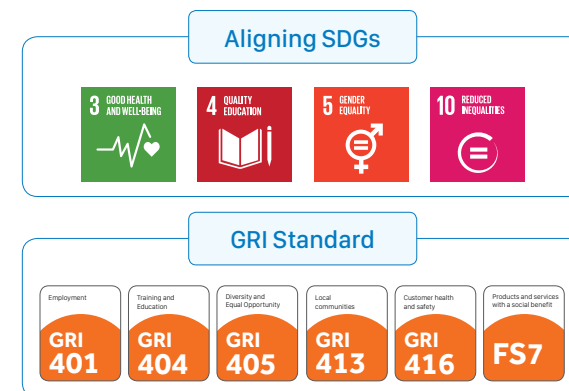 Aligning SDGs
3 GOOD HEALTH
AND WELL-BEING
4 QUALITY
EDUCATION
5 GENDER
EQUALITY
10 REDUCED
INEQUALITIES
GRI Standard
Employment
GRI
401
Training and
Education
GRI
404
Diversity and
Equal Opportunity
GRI
405
Local
communities
GRI
413
Customer health
and safety
GRI
416
Products and services
with a social benefit
FS7